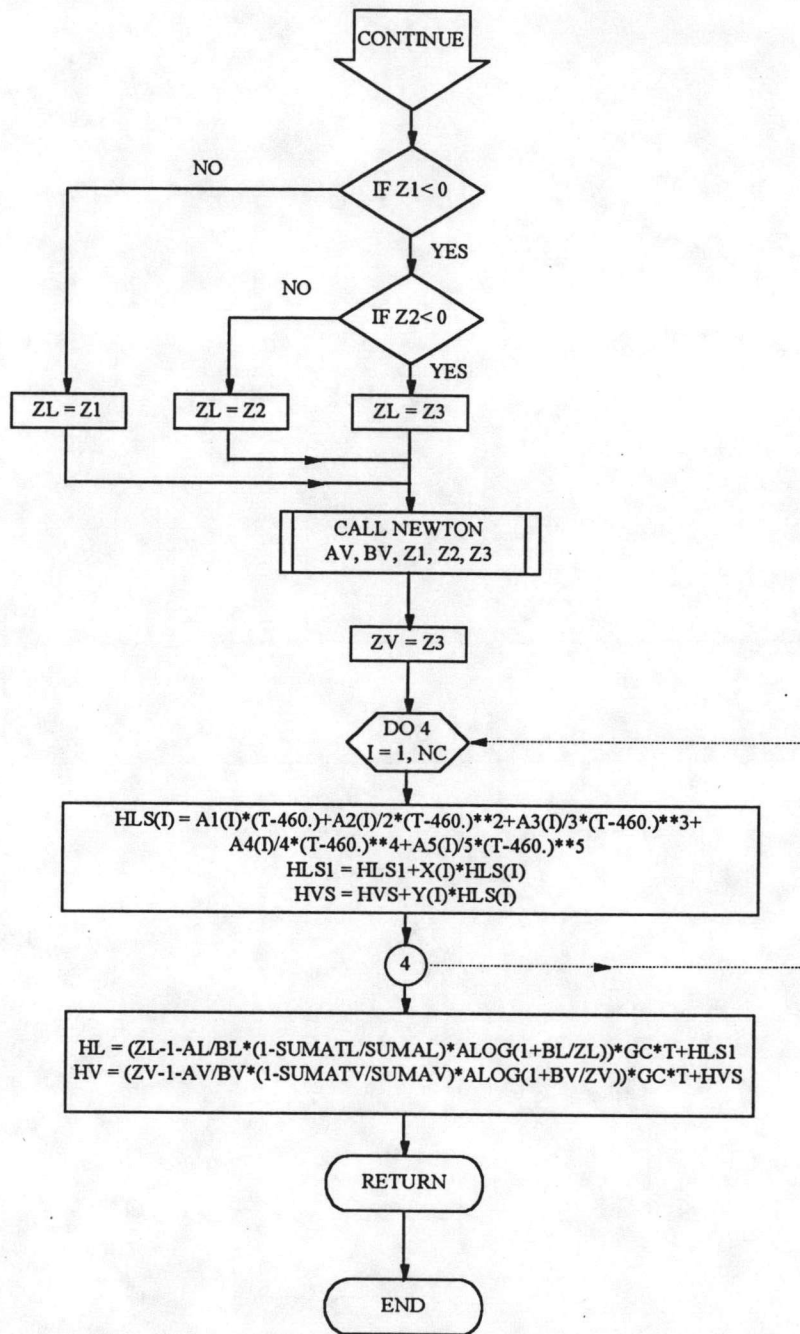 CONTINUE
NO
IF Z1< 0
YES
NO
IF Z2< 0
YES
ZL = Z1
ZL = Z2
ZL = Z3
CALL NEWTON
AV, BV, Z1, Z2, Z3
ZV = Z3
DO 4
I = 1, NC
HLS(I) = A1(I)*(T-460.)+A2(I)/2*(T-460.)**2+A3(I)/3*(T-460.)**3+
A4(I)/4*(T-460.)**4+A5(I)/5*(T-460.)**5
HLS1 = HLS1+X(I)*HLS(I)
HVS = HVS+Y(I)*HLS(I)
4
HL = (ZL-1-AL/BL*(1-SUMATL/SUMAL)*ALOG(1+BL/ZL))*GC*T+HLS1
HV = (ZV-1-AV/BV*(1-SUMATV/SUMAV)*ALOG(1+BV/ZV))*GC*T+HVS
RETURN
END